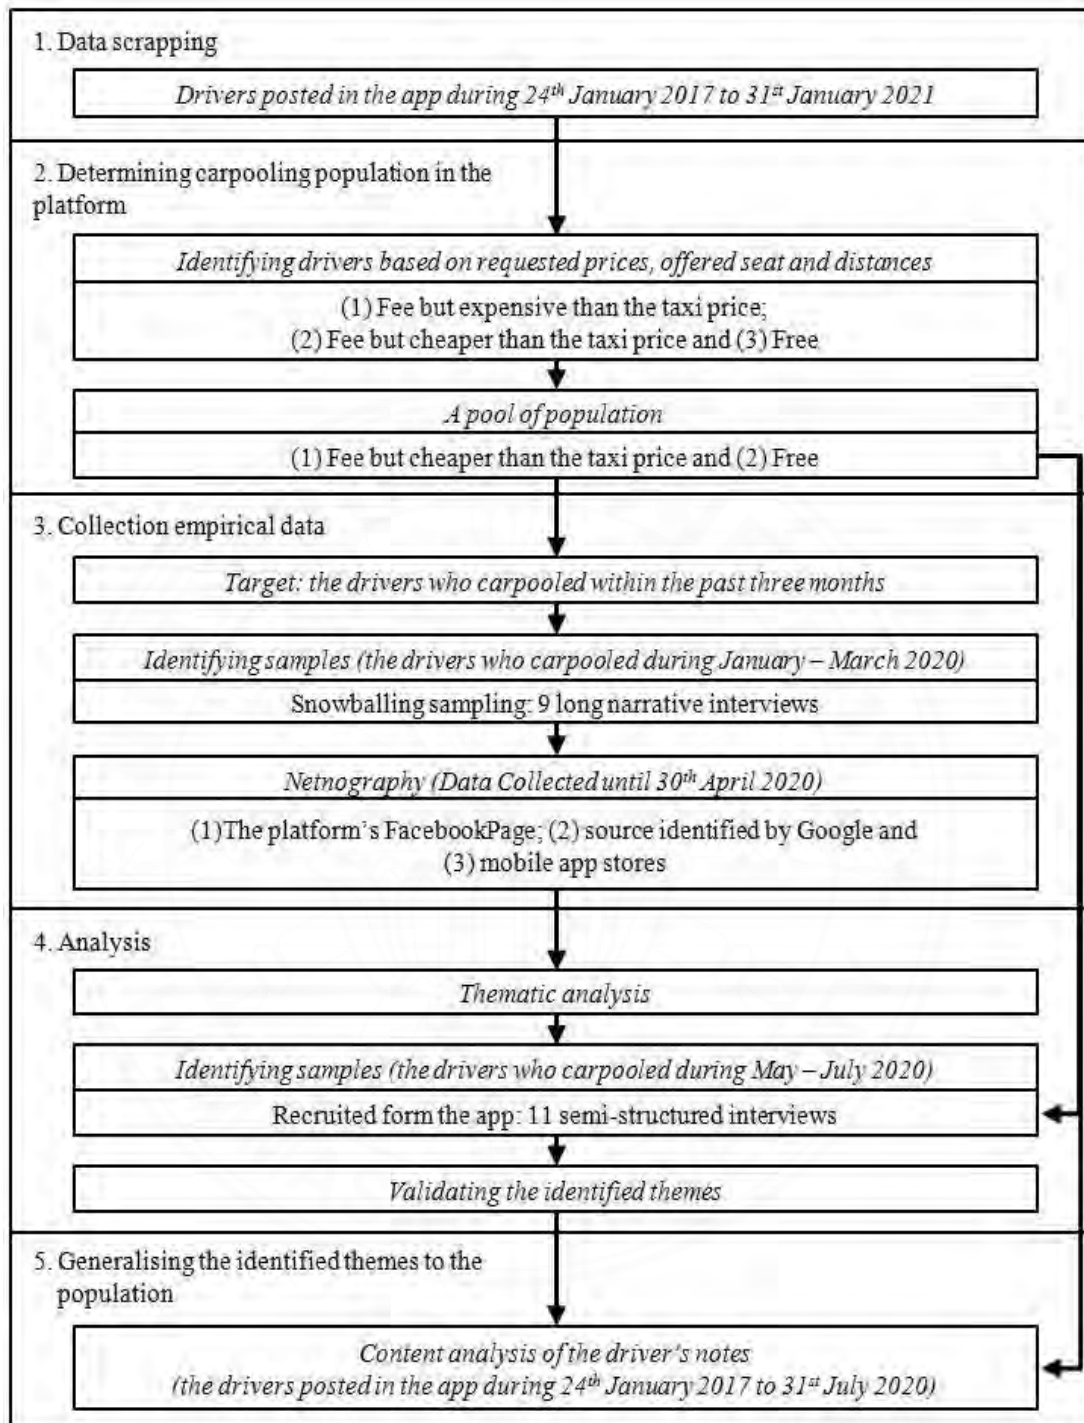 1. Data scrapping
Drivers posted in the app during 24th January 2017 to 31st January 2021
2. Determining carpooling population in the
platform
Identifying drivers based on requested prices, offered seat and distances
(1) Fee but expensive than the taxi price;
(2) Fee but cheaper than the taxi price and (3) Free
A pool of population
(1) Fee but cheaper than the taxi price and (2) Free
3. Collection empirical data
Target: the drivers who carpooled within the past three months
Identifying samples (the drivers who carpooled during January – March 2020)
Snowballing sampling: 9 long narrative interviews
Netnography (Data Collected until 30th April 2020)
(1)The platform's FacebookPage; (2) source identified by Google and
(3) mobile app stores
4. Analysis
Thematic analysis
Identifying samples (the drivers who carpooled during May – July 2020)
Recruited form the app: 11 semi-structured interviews
Validating the identified themes
5. Generalising the identified themes to the
population
Content analysis of the driver's notes
(the drivers posted in the app during 24th January 2017 to 31st July 2020)